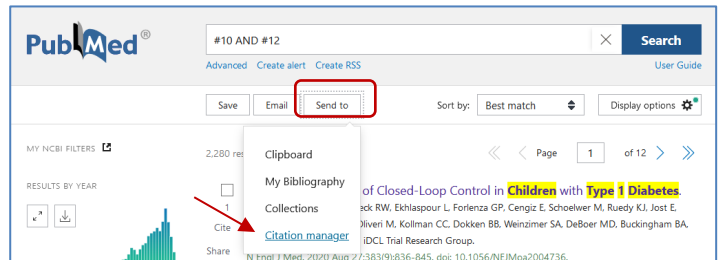 PubMed®
#10 AND #12
Search
Advanced Create alert Create RSS
User Guide
Save Email Send to
Sort by: Best match
Display options
MY NCBI FILTERS
2,280 res
Page 1 of 12
Clipboard
My Bibliography
Collections
Citation manager
RESULTS BY YEAR
1
Cite
Share
of Closed-Loop Control in Children with Type 1 Diabetes.
eck RW, Ekhlaspour L, Forlenza GP, Cengiz E, Schoelwer M, Ruedy KJ, Jost E,
Oliveri M, Kollman CC, Dokken BB, Weinzimer SA, DeBoer MD, Buckingham BA,
iDCL Trial Research Group.
N Engl J Med. 2020 Aug 27;383(9):836-845. doi: 10.1056/NEJMoa2004736.